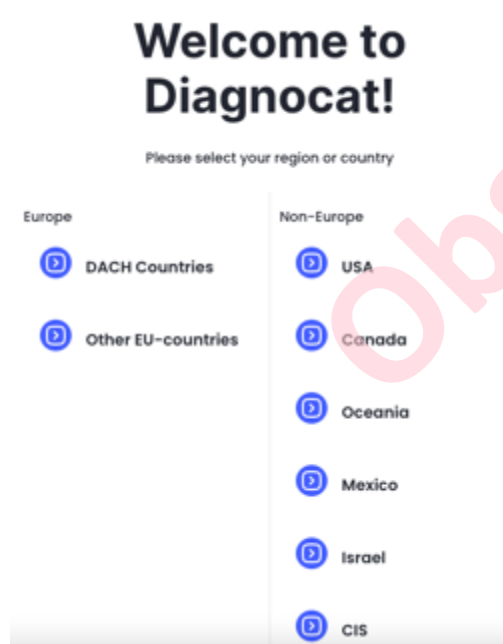 Welcome to
Diagnocat!
Please select your region or country
Europe
DACH Countries
Other EU-countries
Non-Europe
USA
Canada
Oceania
Mexico
Israel
CIS